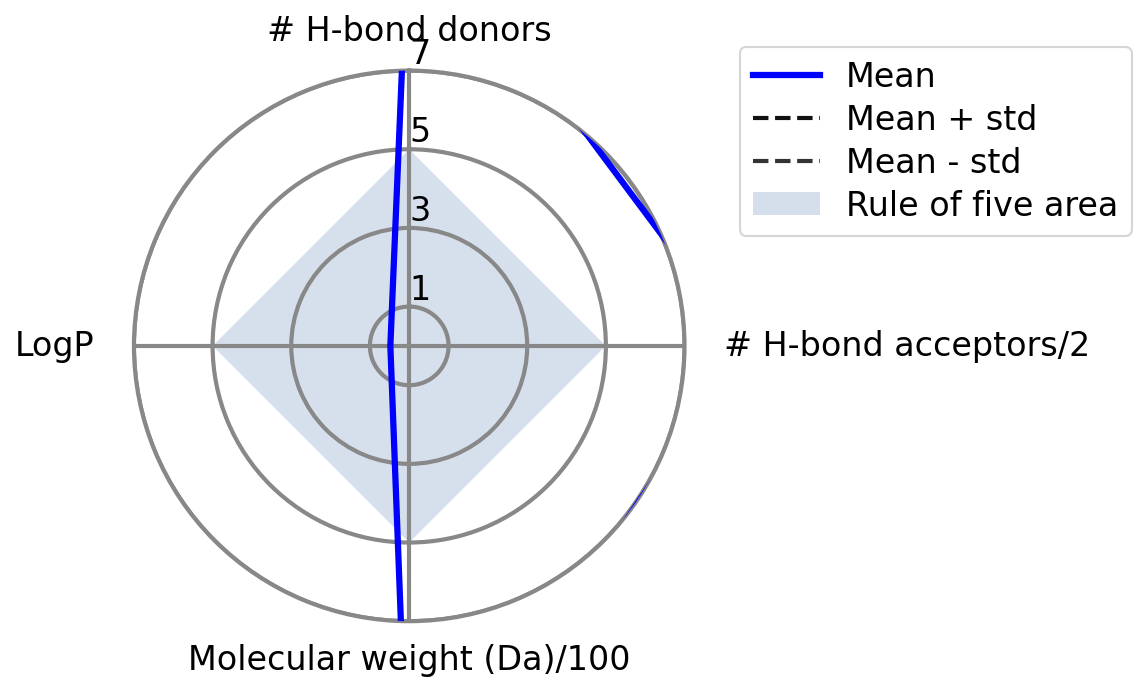 # H-bond donors
7
5
3
1
LogP
# H-bond acceptors/2
Molecular weight (Da)/100
Mean
Mean + std
Mean - std
Rule of five area